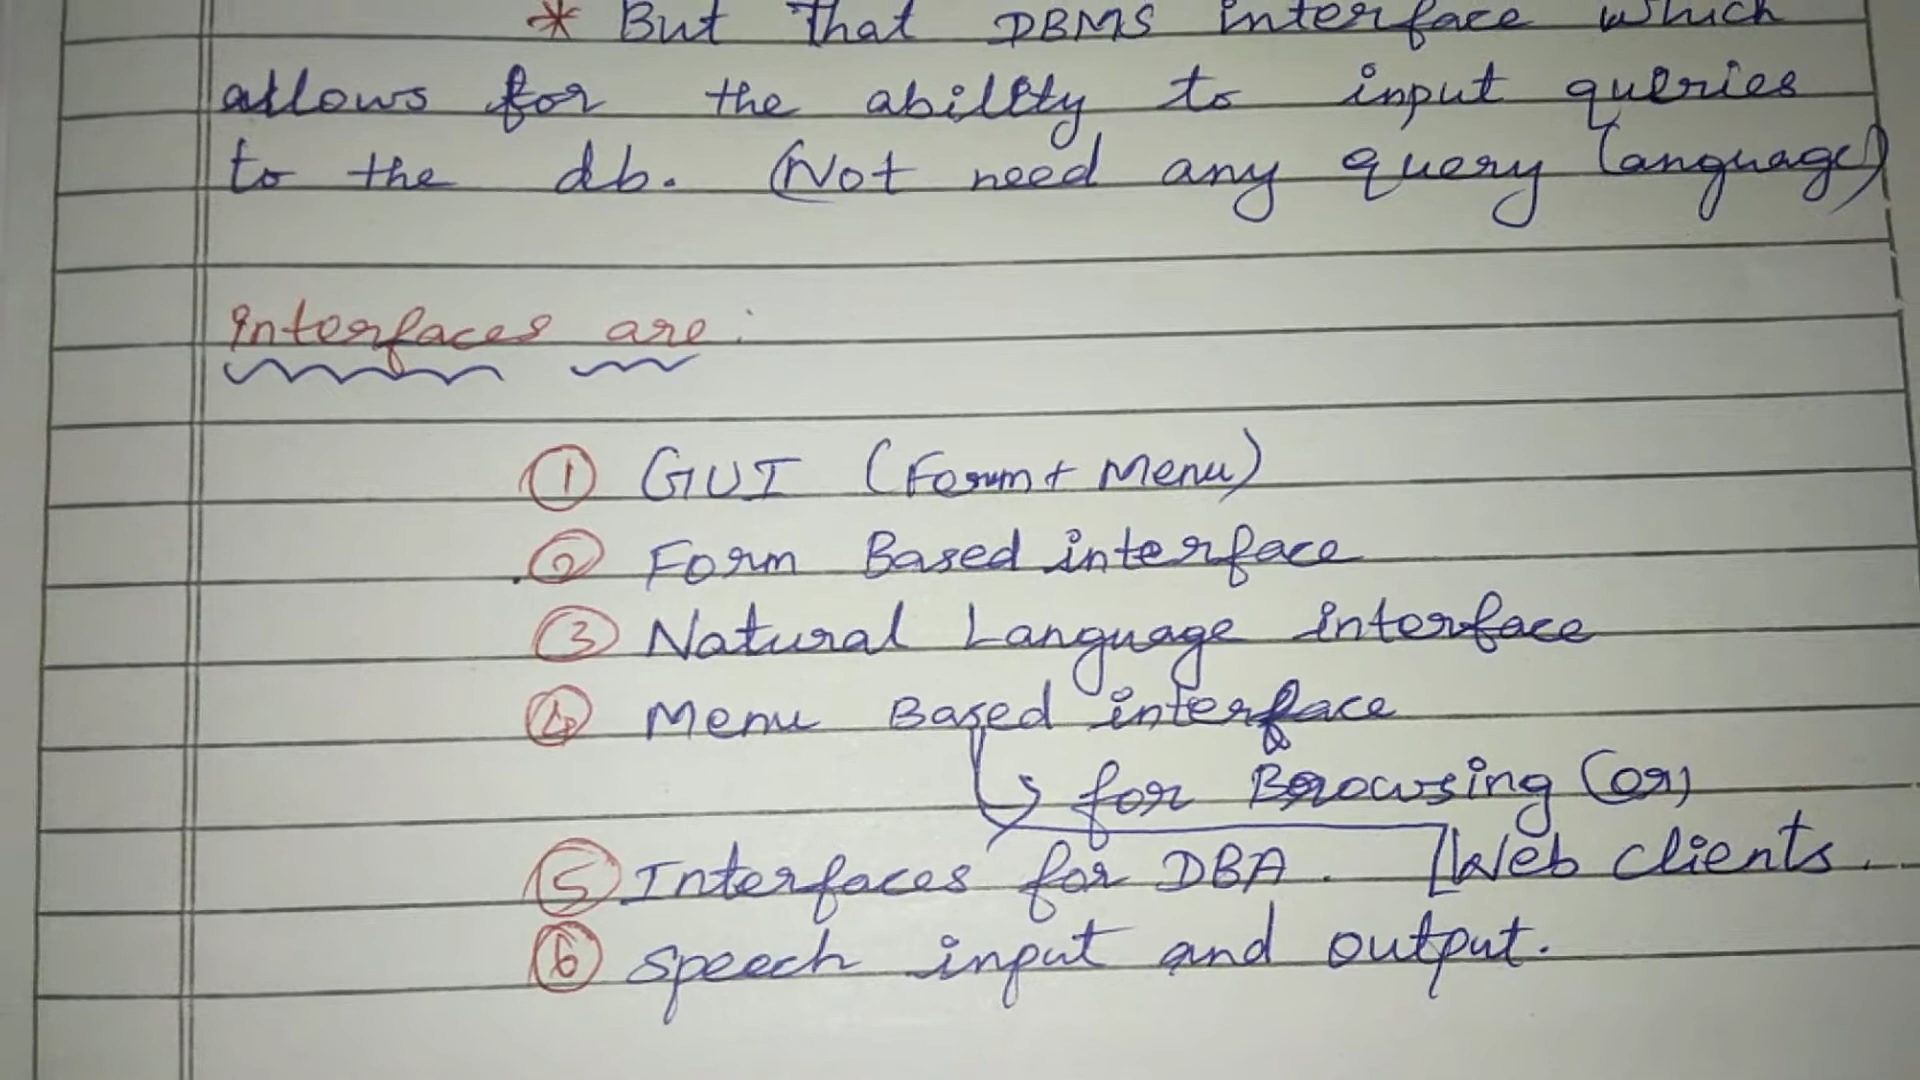 * But that DBMS interface which
allows for the ability to input queries
to the db. (Not need any query language)
interfaces are:
① GUI (Form + Menu)
② Form Based interface
③ Natural Language interface
④ Menu Based interface
↳ for Browsing (or)
⑤ Interfaces for DBA. [Web clients.
⑥ speech input and output.